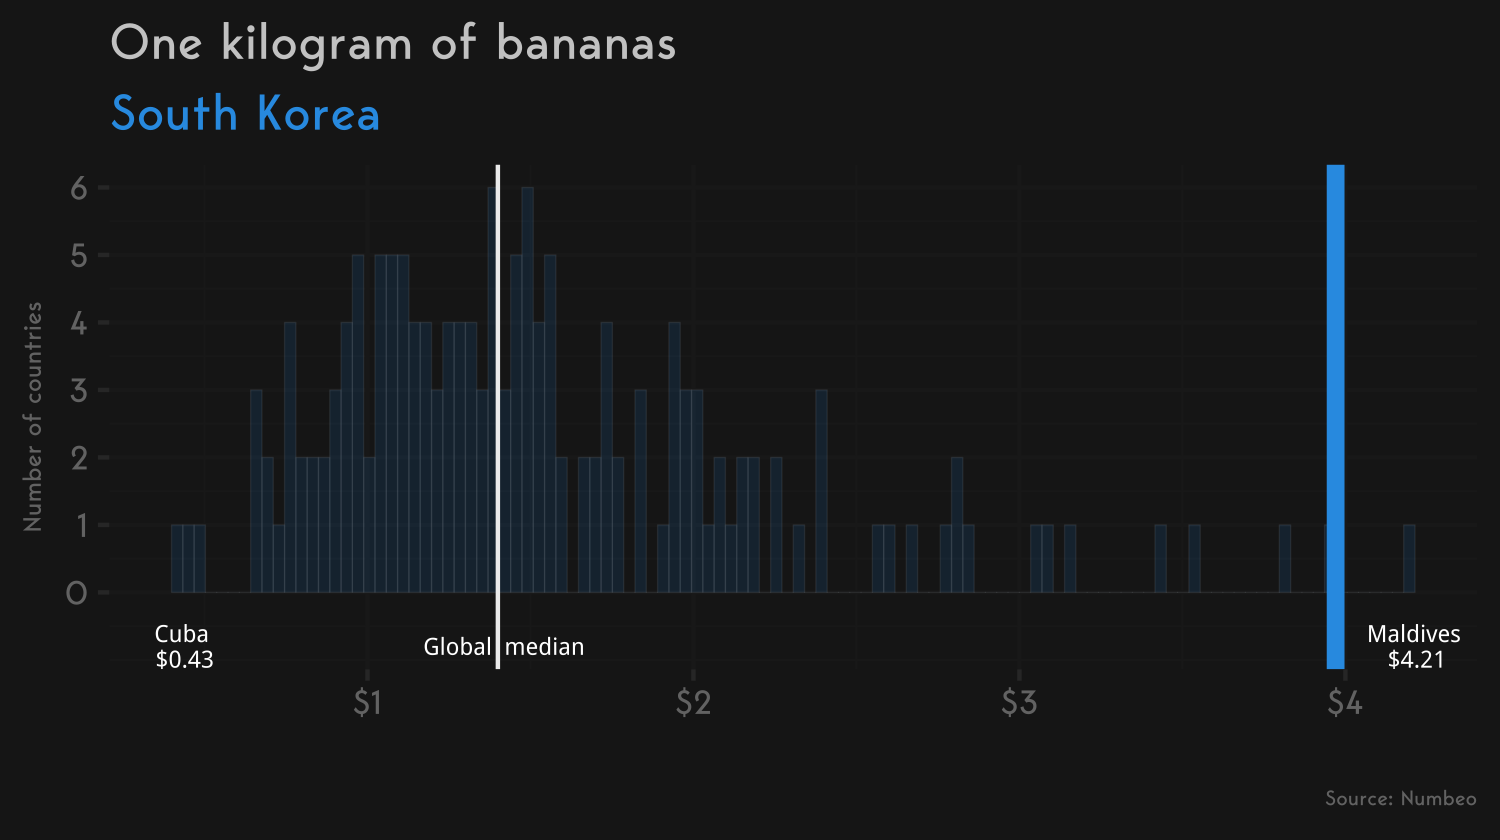 One kilogram of bananas
South Korea
Number of countries
6
5
4
3
2
1
0
Cuba
$0.43
Global median
Maldives
$4.21
$1 $2 $3 $4
Source: Numbeo